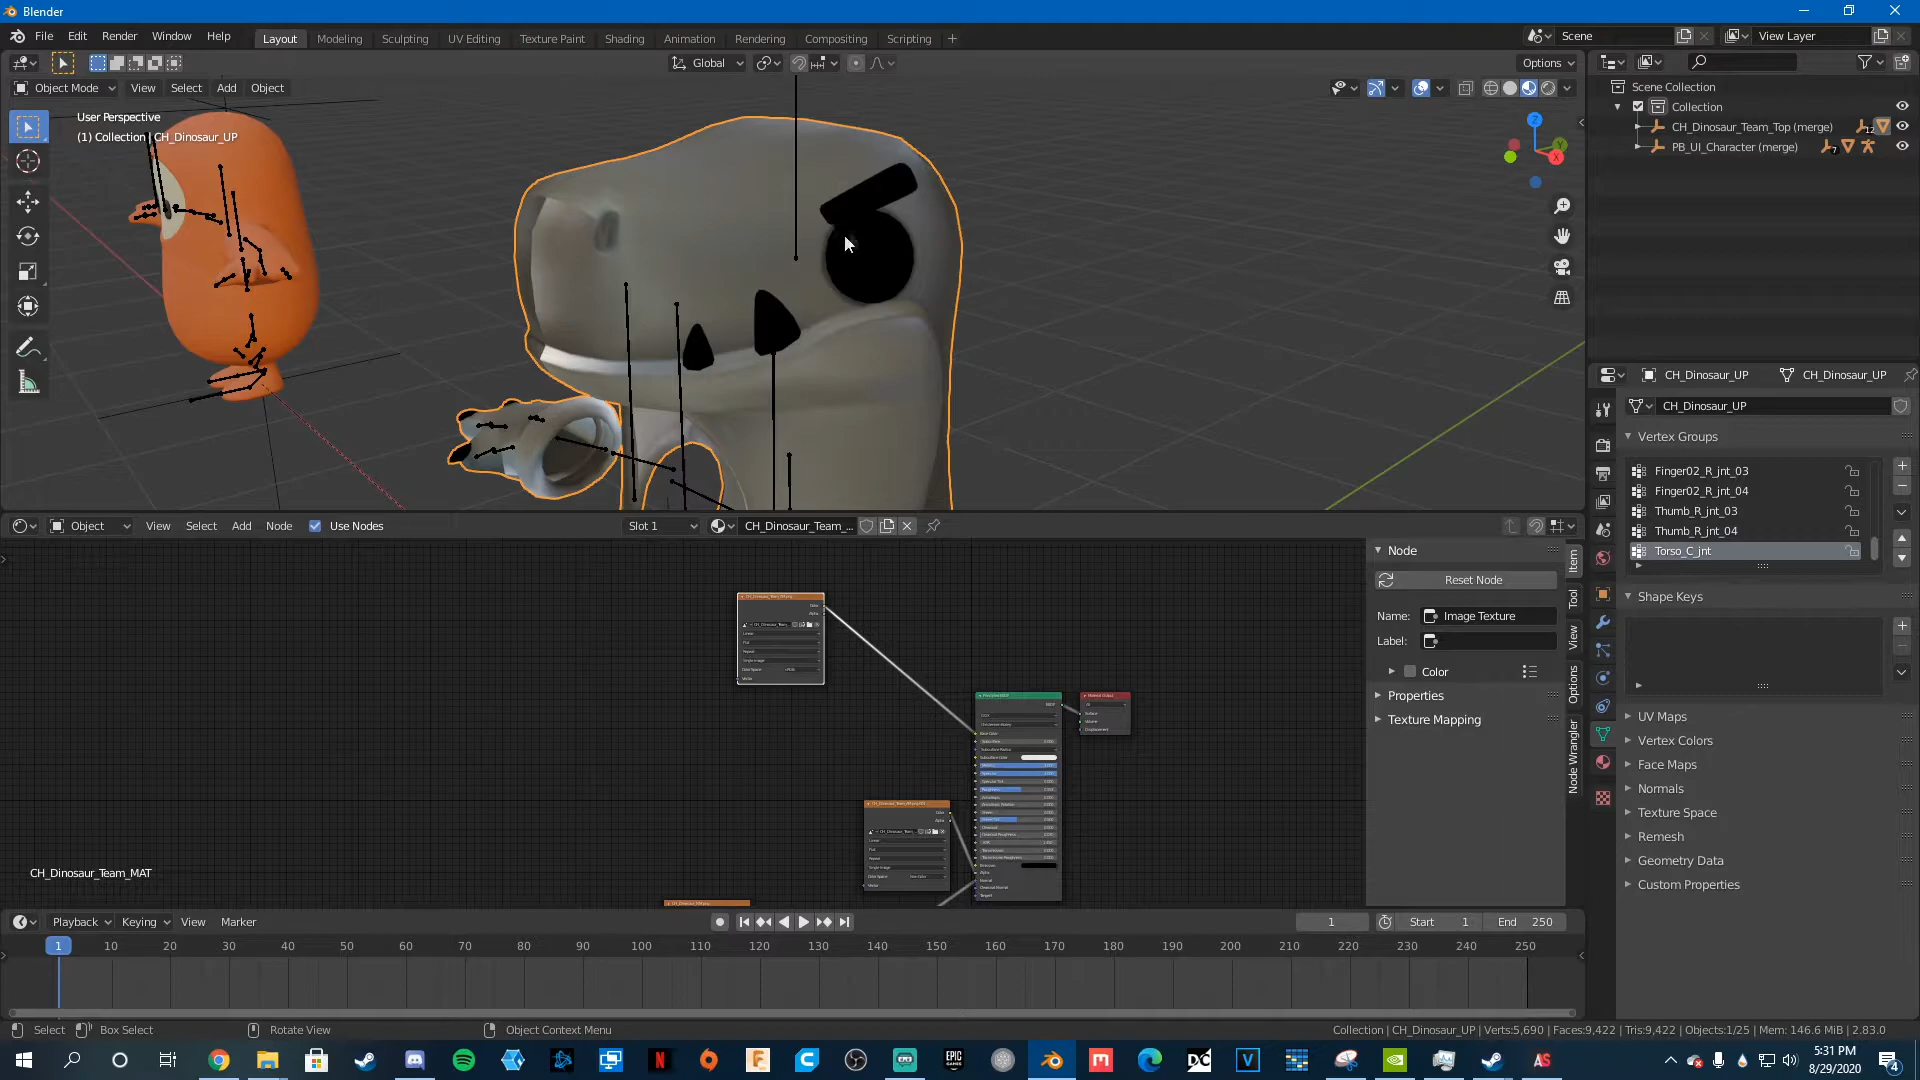 Blender
File Edit Render Window Help
Layout Modeling Sculpting UV Editing Texture Paint Shading Animation Rendering Compositing Scripting +
Scene
View Layer
Global
Options
Object Mode View Select Add Object
User Perspective
(1) Collection | CH_Dinosaur_UP
Scene Collection
Collection
CH_Dinosaur_Team_Top (merge)
PB_UI_Character (merge)
CH_Dinosaur_UP CH_Dinosaur_UP
CH_Dinosaur_UP
Vertex Groups
Finger02_R_jnt_03
Finger02_R_jnt_04
Thumb_R_jnt_03
Thumb_R_jnt_04
Torso_C_jnt
Shape Keys
UV Maps
Vertex Colors
Face Maps
Normals
Texture Space
Remesh
Geometry Data
Custom Properties
Object View Select Add Node Use Nodes
Slot 1
CH_Dinosaur_Team_...
Node
Reset Node
Name: Image Texture
Label:
Color
Properties
Texture Mapping
Item
Tool
View
Options
Node Wrangler
CH_Dinosaur_Team_MAT
Playback Keying View Marker
1
Start 1
End 250
1 10 20 30 40 50 60 70 80 90 100 110 120 130 140 150 160 170 180 190 200 210 220 230 240 250
Select Box Select Rotate View Object Context Menu
Collection | CH_Dinosaur_UP | Verts:5,690 | Faces:9,422 | Tris:9,422 | Objects:1/25 | Mem: 146.6 MiB | 2.83.0
5:31 PM
8/29/2020